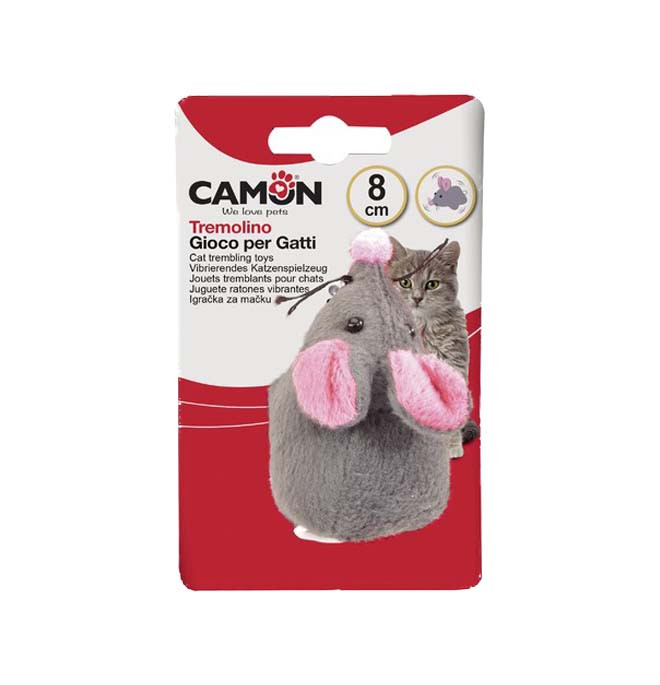 CAMON®
We love pets
8
cm
Tremolino
Gioco per Gatti
Cat trembling toys
Vibrierendes Katzenspielzeug
Jouets tremblants pour chats
Juguete ratones vibrantes
Igračka za mačku